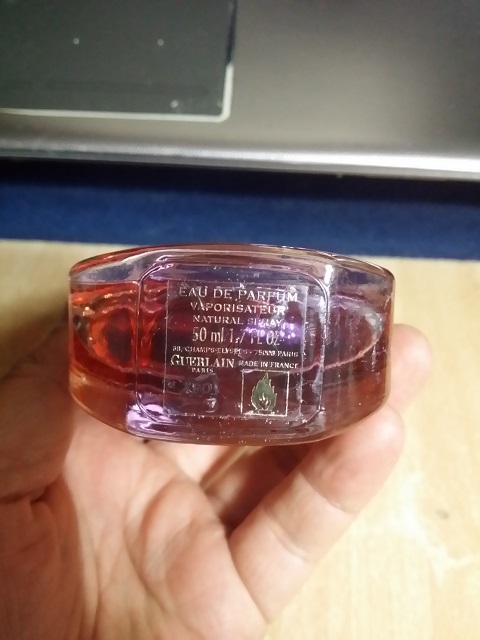 EAU DE PARFUM
VAPORISATEUR
NATURAL SPRAY
50 ml 1.7 FL OZ
68, CHAMPS-ELYSEES - 75008 PARIS
GUERLAIN MADE IN FRANCE
PARIS